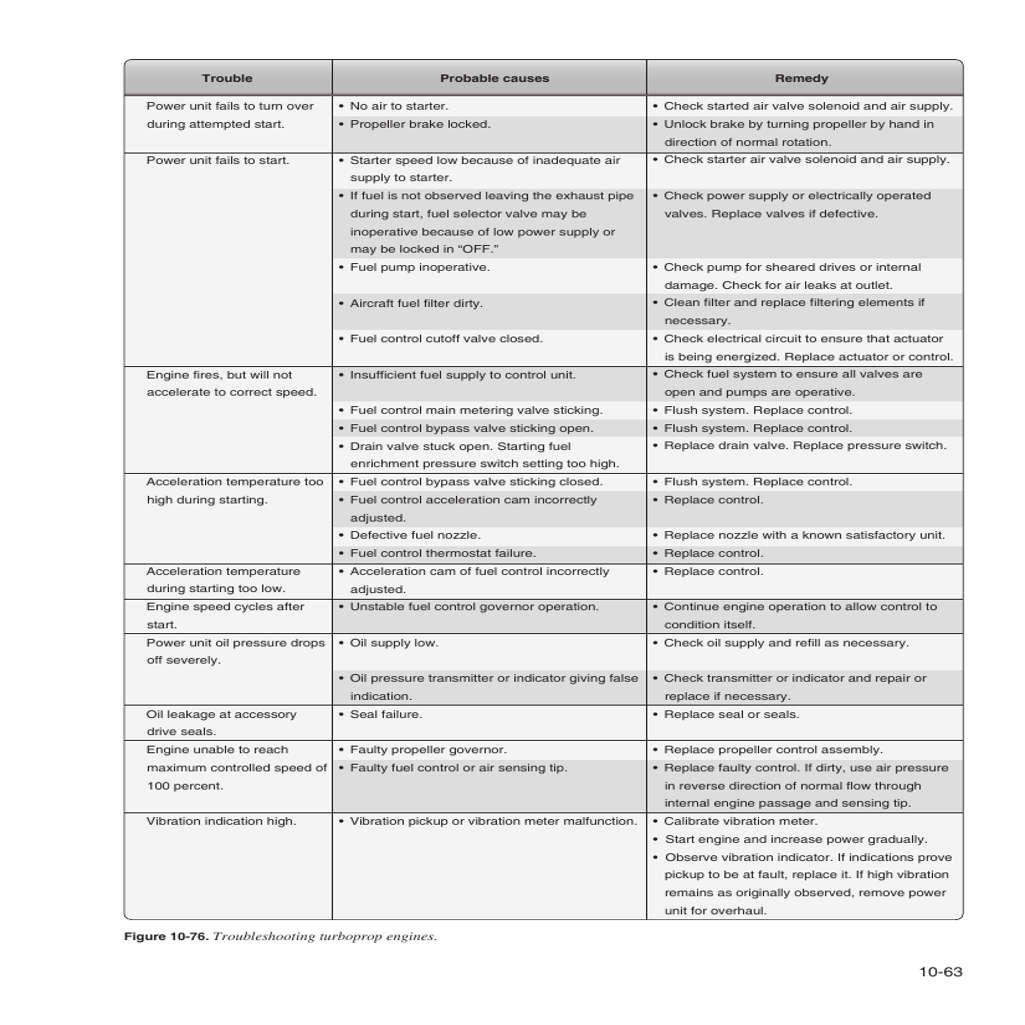 Trouble
Probable causes
Remedy
Power unit fails to turn over
during attempted start.
• No air to starter.
• Check started air valve solenoid and air supply.
• Propeller brake locked.
• Unlock brake by turning propeller by hand in
direction of normal rotation.
Power unit fails to start.
• Starter speed low because of inadequate air
supply to starter.
• Check starter air valve solenoid and air supply.
• If fuel is not observed leaving the exhaust pipe
during start, fuel selector valve may be
inoperative because of low power supply or
may be locked in “OFF.”
• Check power supply or electrically operated
valves. Replace valves if defective.
• Fuel pump inoperative.
• Check pump for sheared drives or internal
damage. Check for air leaks at outlet.
• Aircraft fuel filter dirty.
• Clean filter and replace filtering elements if
necessary.
• Fuel control cutoff valve closed.
• Check electrical circuit to ensure that actuator
is being energized. Replace actuator or control.
Engine fires, but will not
accelerate to correct speed.
• Insufficient fuel supply to control unit.
• Check fuel system to ensure all valves are
open and pumps are operative.
• Fuel control main metering valve sticking.
• Flush system. Replace control.
• Fuel control bypass valve sticking open.
• Flush system. Replace control.
• Drain valve stuck open. Starting fuel
enrichment pressure switch setting too high.
• Replace drain valve. Replace pressure switch.
Acceleration temperature too
high during starting.
• Fuel control bypass valve sticking closed.
• Flush system. Replace control.
• Fuel control acceleration cam incorrectly
adjusted.
• Replace control.
• Defective fuel nozzle.
• Replace nozzle with a known satisfactory unit.
• Fuel control thermostat failure.
• Replace control.
Acceleration temperature
during starting too low.
• Acceleration cam of fuel control incorrectly
adjusted.
• Replace control.
Engine speed cycles after
start.
• Unstable fuel control governor operation.
• Continue engine operation to allow control to
condition itself.
Power unit oil pressure drops
off severely.
• Oil supply low.
• Check oil supply and refill as necessary.
• Oil pressure transmitter or indicator giving false
indication.
• Check transmitter or indicator and repair or
replace if necessary.
Oil leakage at accessory
drive seals.
• Seal failure.
• Replace seal or seals.
Engine unable to reach
maximum controlled speed of
100 percent.
• Faulty propeller governor.
• Replace propeller control assembly.
• Faulty fuel control or air sensing tip.
• Replace faulty control. If dirty, use air pressure
in reverse direction of normal flow through
internal engine passage and sensing tip.
Vibration indication high.
• Vibration pickup or vibration meter malfunction.
• Calibrate vibration meter.
• Start engine and increase power gradually.
• Observe vibration indicator. If indications prove
pickup to be at fault, replace it. If high vibration
remains as originally observed, remove power
unit for overhaul.
Figure 10-76. Troubleshooting turboprop engines.
10-63